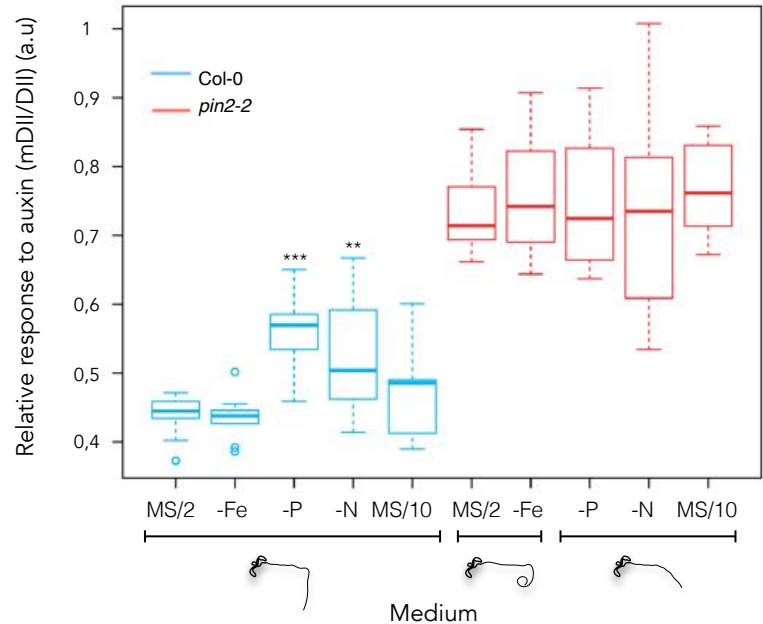 Relative response to auxin (mDII/DII) (a.u)
1
0,9
0,8
0,7
0,6
0,5
0,4
Col-0
pin2-2
***
**
MS/2 -Fe -P -N MS/10 MS/2 -Fe -P -N MS/10
Medium